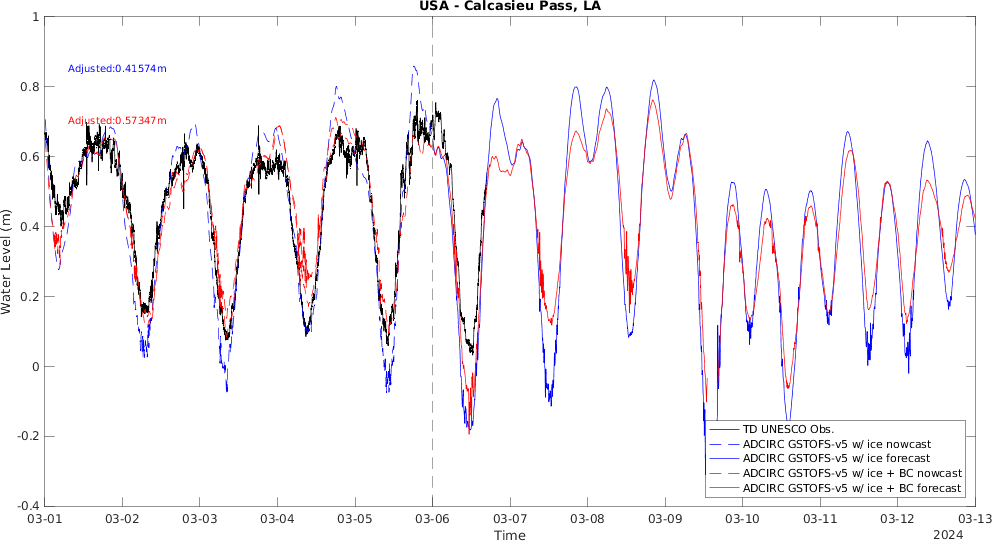 USA - Calcasieu Pass, LA
1
0.8
0.6
0.4
0.2
0
-0.2
-0.4
Water Level (m)
Adjusted:0.41574m
Adjusted:0.57347m
TD UNESCO Obs.
ADCIRC GSTOFS-v5 w/ ice nowcast
ADCIRC GSTOFS-v5 w/ ice forecast
ADCIRC GSTOFS-v5 w/ ice + BC nowcast
ADCIRC GSTOFS-v5 w/ ice + BC forecast
03-01 03-02 03-03 03-04 03-05 03-06 03-07 03-08 03-09 03-10 03-11 03-12 03-13
Time
2024